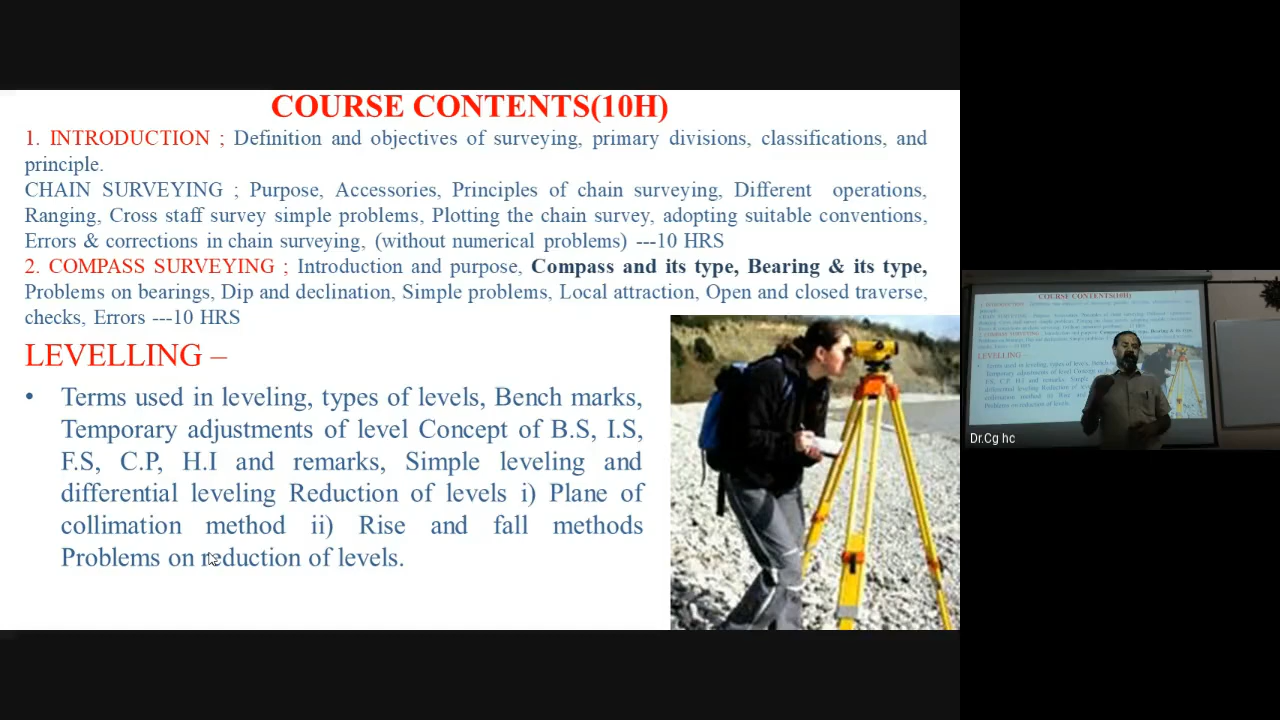 COURSE CONTENTS(10H)
1. INTRODUCTION ; Definition and objectives of surveying, primary divisions, classifications, and
principle.
CHAIN SURVEYING ; Purpose, Accessories, Principles of chain surveying, Different operations,
Ranging, Cross staff survey simple problems, Plotting the chain survey, adopting suitable conventions,
Errors & corrections in chain surveying, (without numerical problems) ---10 HRS
2. COMPASS SURVEYING ; Introduction and purpose, Compass and its type, Bearing & its type,
Problems on bearings, Dip and declination, Simple problems, Local attraction, Open and closed traverse,
checks, Errors ---10 HRS
LEVELLING –
• Terms used in leveling, types of levels, Bench marks,
Temporary adjustments of level Concept of B.S, I.S,
F.S, C.P, H.I and remarks, Simple leveling and
differential leveling Reduction of levels i) Plane of
collimation method ii) Rise and fall methods
Problems on reduction of levels.
COURSE CONTENTS(10H)
LEVELLING –
Dr.Cg hc